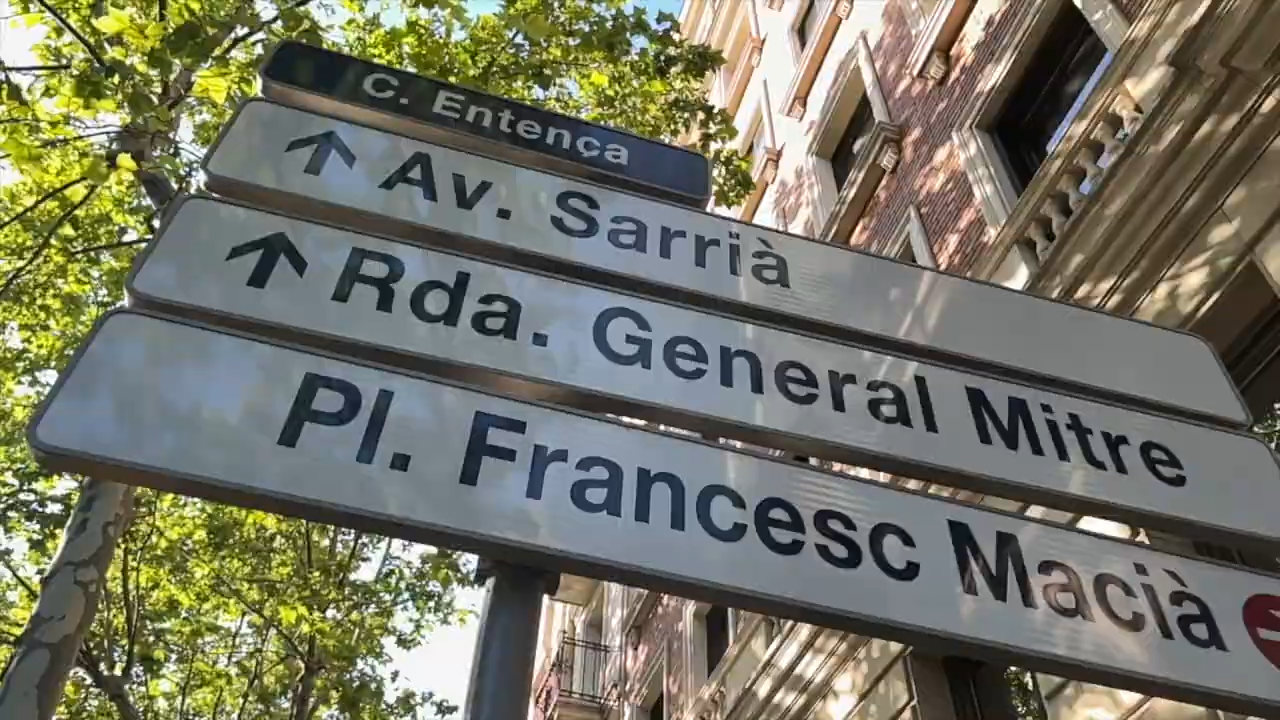 C. Entença
Av. Sarrià
Rda. General Mitre
Pl. Francesc Macià